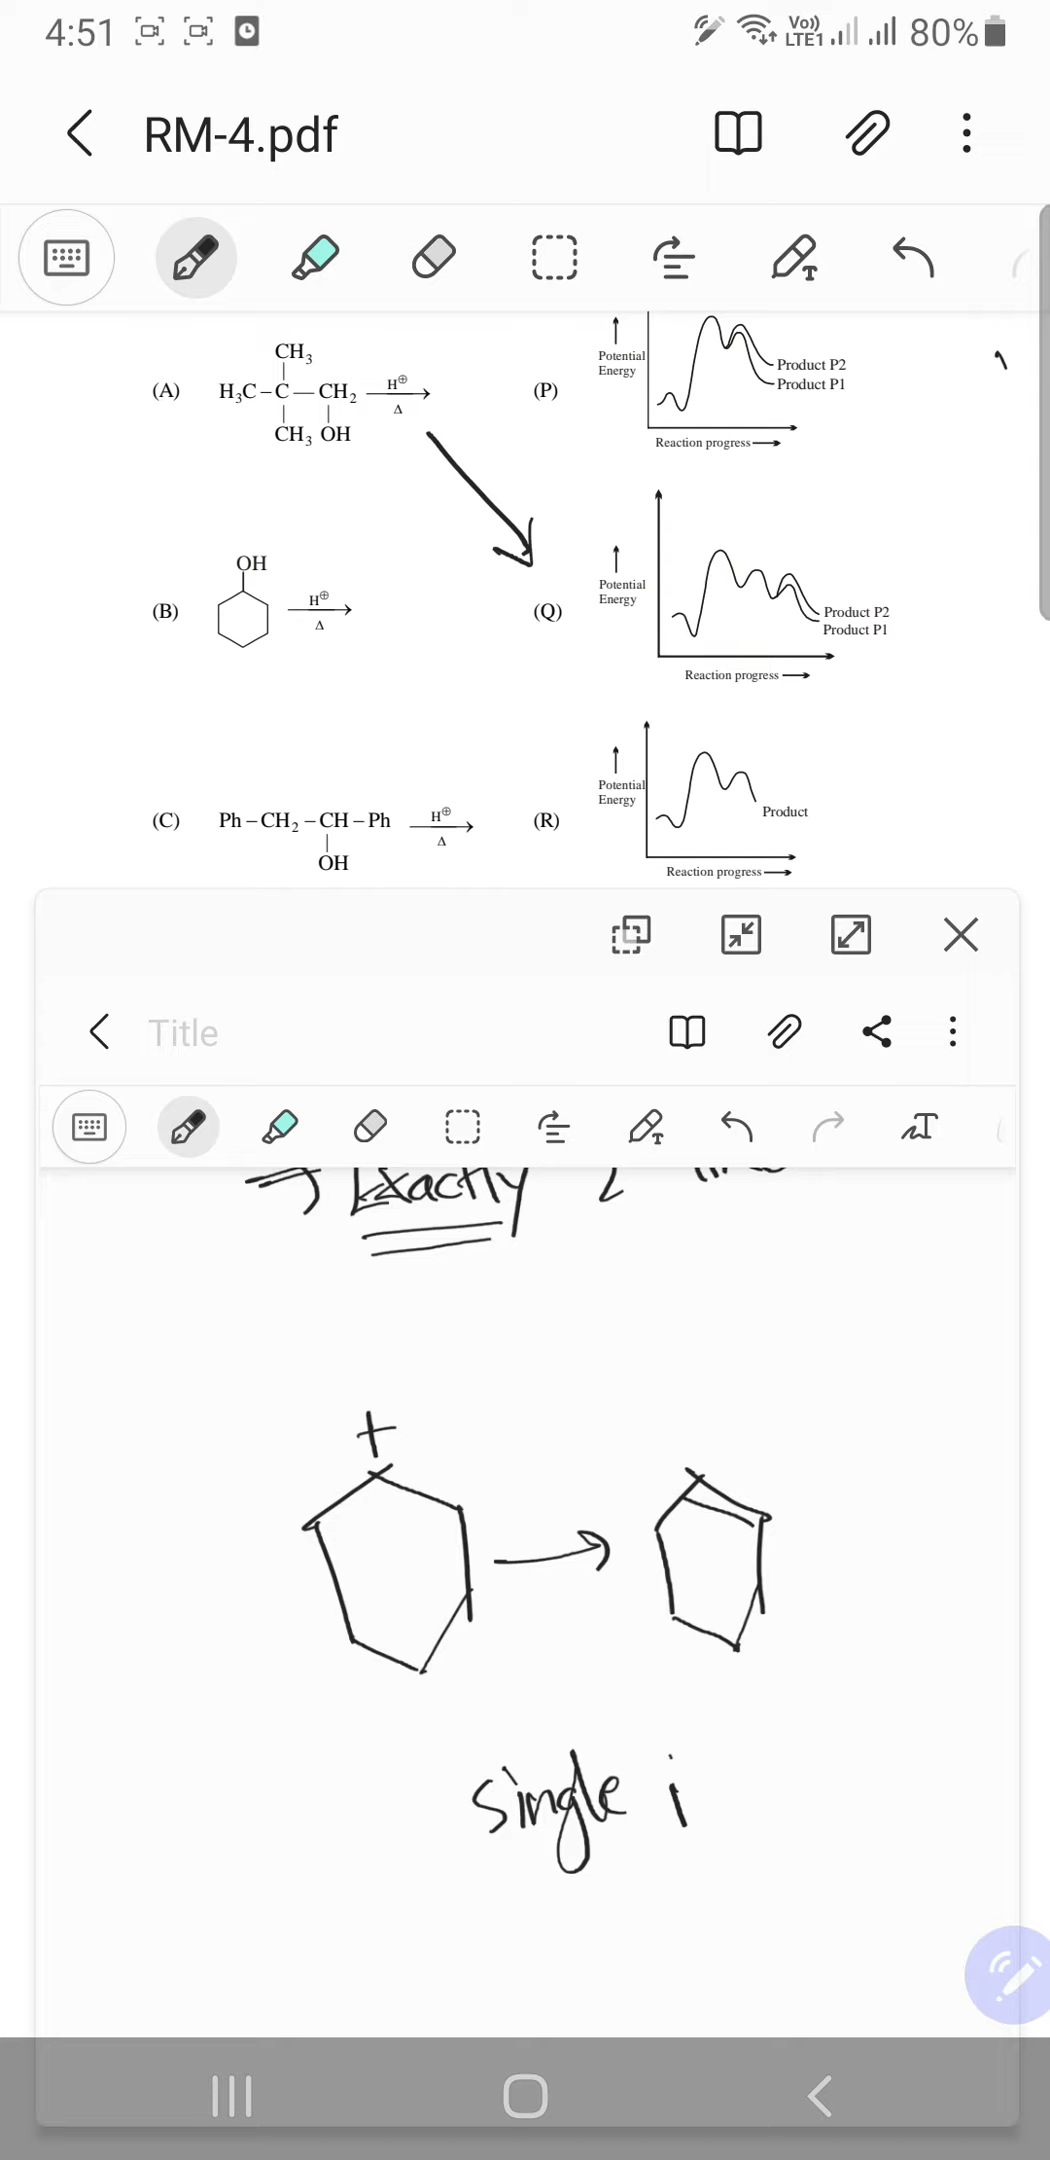 4:51 Vo)) LTE1 80%
RM-4.pdf
(A) CH₃
H₃C–C—CH₂ H⊕ Δ
CH₃ OH
(P) Potential Energy
Product P2
Product P1
Reaction progress
(B) OH H⊕ Δ
(Q) Potential Energy
Product P2
Product P1
Reaction progress
(C) Ph–CH₂–CH–Ph H⊕ Δ
OH
(R) Potential Energy
Product
Reaction progress
Title
⇒ Exactly 2
+
single i